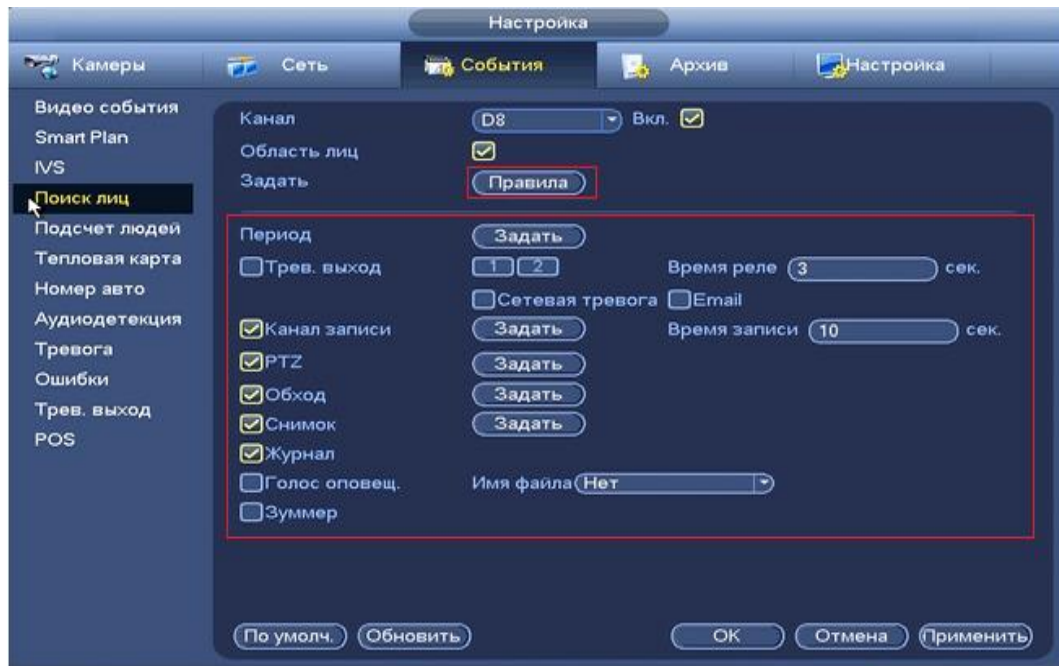 Настройка
Камеры Сеть События Архив Настройка
Видео события
Smart Plan
IVS
Поиск лиц
Подсчет людей
Тепловая карта
Номер авто
Аудиодетекция
Тревога
Ошибки
Трев. выход
POS
Канал D8 Вкл.
Область лиц
Задать Правила
Период Задать
Трев. выход 1 2 Время реле 3 сек.
Сетевая тревога Email
Канал записи Задать Время записи 10 сек.
PTZ Задать
Обход Задать
Снимок Задать
Журнал
Голос оповещ. Имя файла Нет
Зуммер
По умолч. Обновить OK Отмена Применить